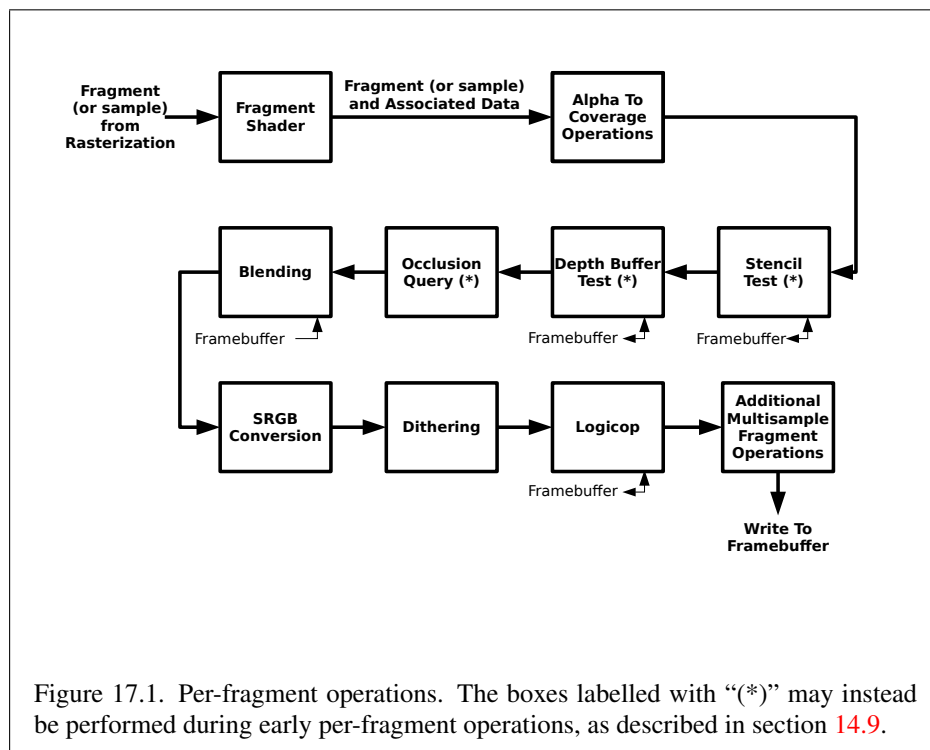 Fragment
(or sample)
from
Rasterization
Fragment
Shader
Fragment (or sample)
and Associated Data
Alpha To
Coverage
Operations
Blending
Occlusion
Query (*)
Depth Buffer
Test (*)
Stencil
Test (*)
Framebuffer
Framebuffer
Framebuffer
SRGB
Conversion
Dithering
Logicop
Additional
Multisample
Fragment
Operations
Framebuffer
Write To
Framebuffer
Figure 17.1. Per-fragment operations. The boxes labelled with “(*)” may instead
be performed during early per-fragment operations, as described in section 14.9.